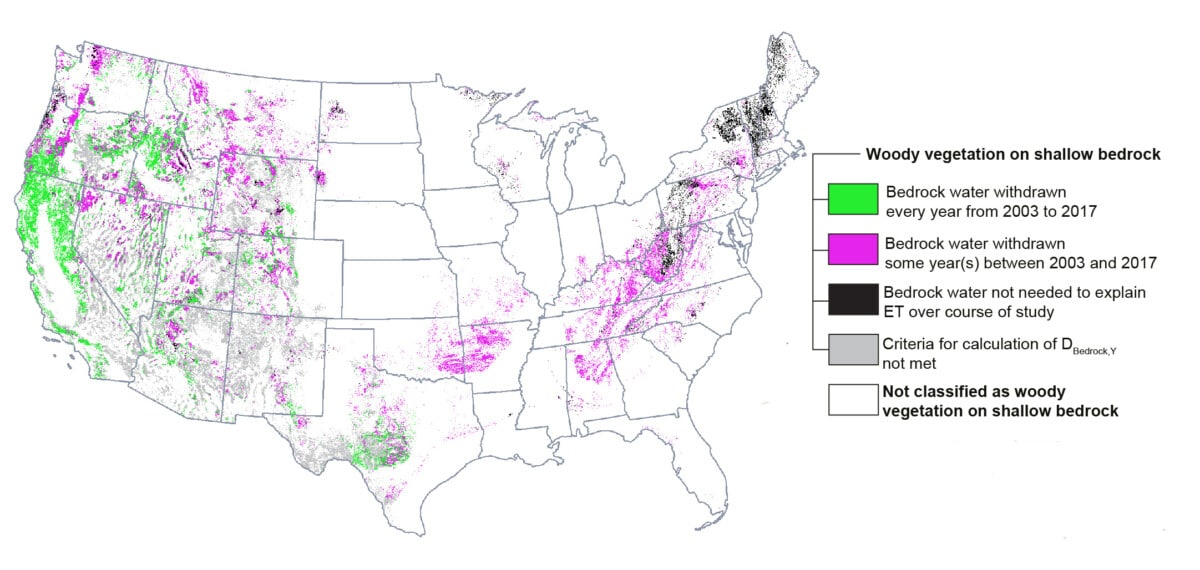 Woody vegetation on shallow bedrock
Bedrock water withdrawn
every year from 2003 to 2017
Bedrock water withdrawn
some year(s) between 2003 and 2017
Bedrock water not needed to explain
ET over course of study
Criteria for calculation of D_Bedrock,Y
not met
Not classified as woody
vegetation on shallow bedrock